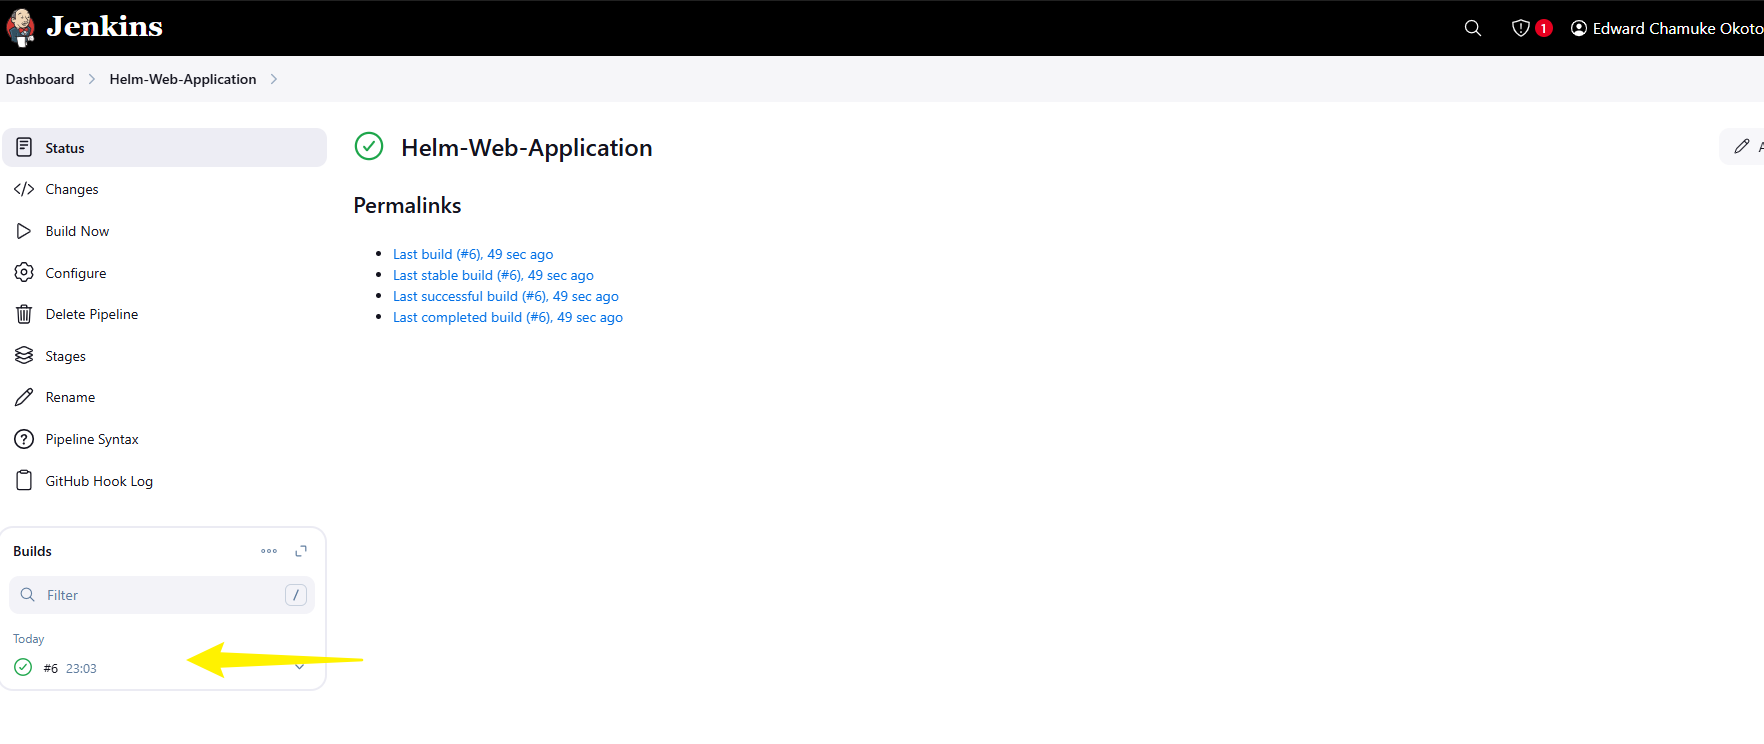 Jenkins
1
Edward Chamuke Okoto
Dashboard
Helm-Web-Application
Status
Changes
Build Now
Configure
Delete Pipeline
Stages
Rename
Pipeline Syntax
GitHub Hook Log
Helm-Web-Application
Permalinks
Last build (#6), 49 sec ago
Last stable build (#6), 49 sec ago
Last successful build (#6), 49 sec ago
Last completed build (#6), 49 sec ago
Builds
Filter /
Today
#6 23:03